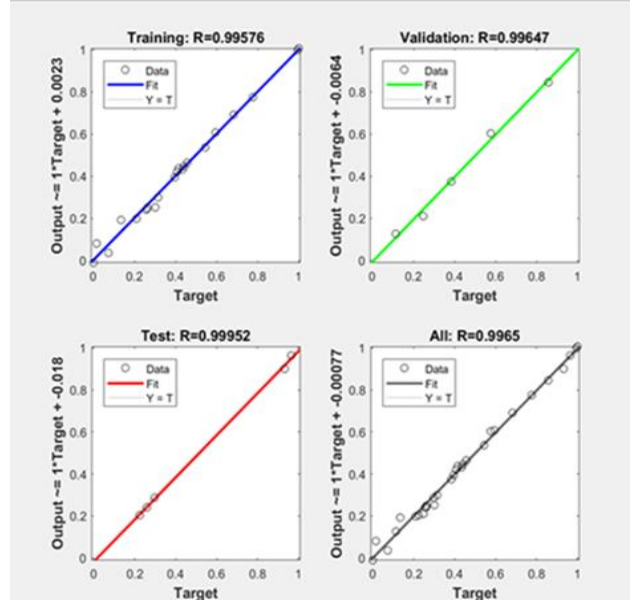 Training: R=0.99576
Output ~= 1*Target + 0.0023
1
0.8
0.6
0.4
0.2
0
Data
Fit
Y = T
0 0.2 0.4 0.6 0.8 1
Target
Validation: R=0.99647
Output ~= 1*Target + -0.0064
1
0.8
0.6
0.4
0.2
0
Data
Fit
Y = T
0 0.2 0.4 0.6 0.8 1
Target
Test: R=0.99952
Output ~= 1*Target + -0.018
1
0.8
0.6
0.4
0.2
0
Data
Fit
Y = T
0 0.2 0.4 0.6 0.8 1
Target
All: R=0.9965
Output ~= 1*Target + -0.00077
1
0.8
0.6
0.4
0.2
0
Data
Fit
Y = T
0 0.2 0.4 0.6 0.8 1
Target